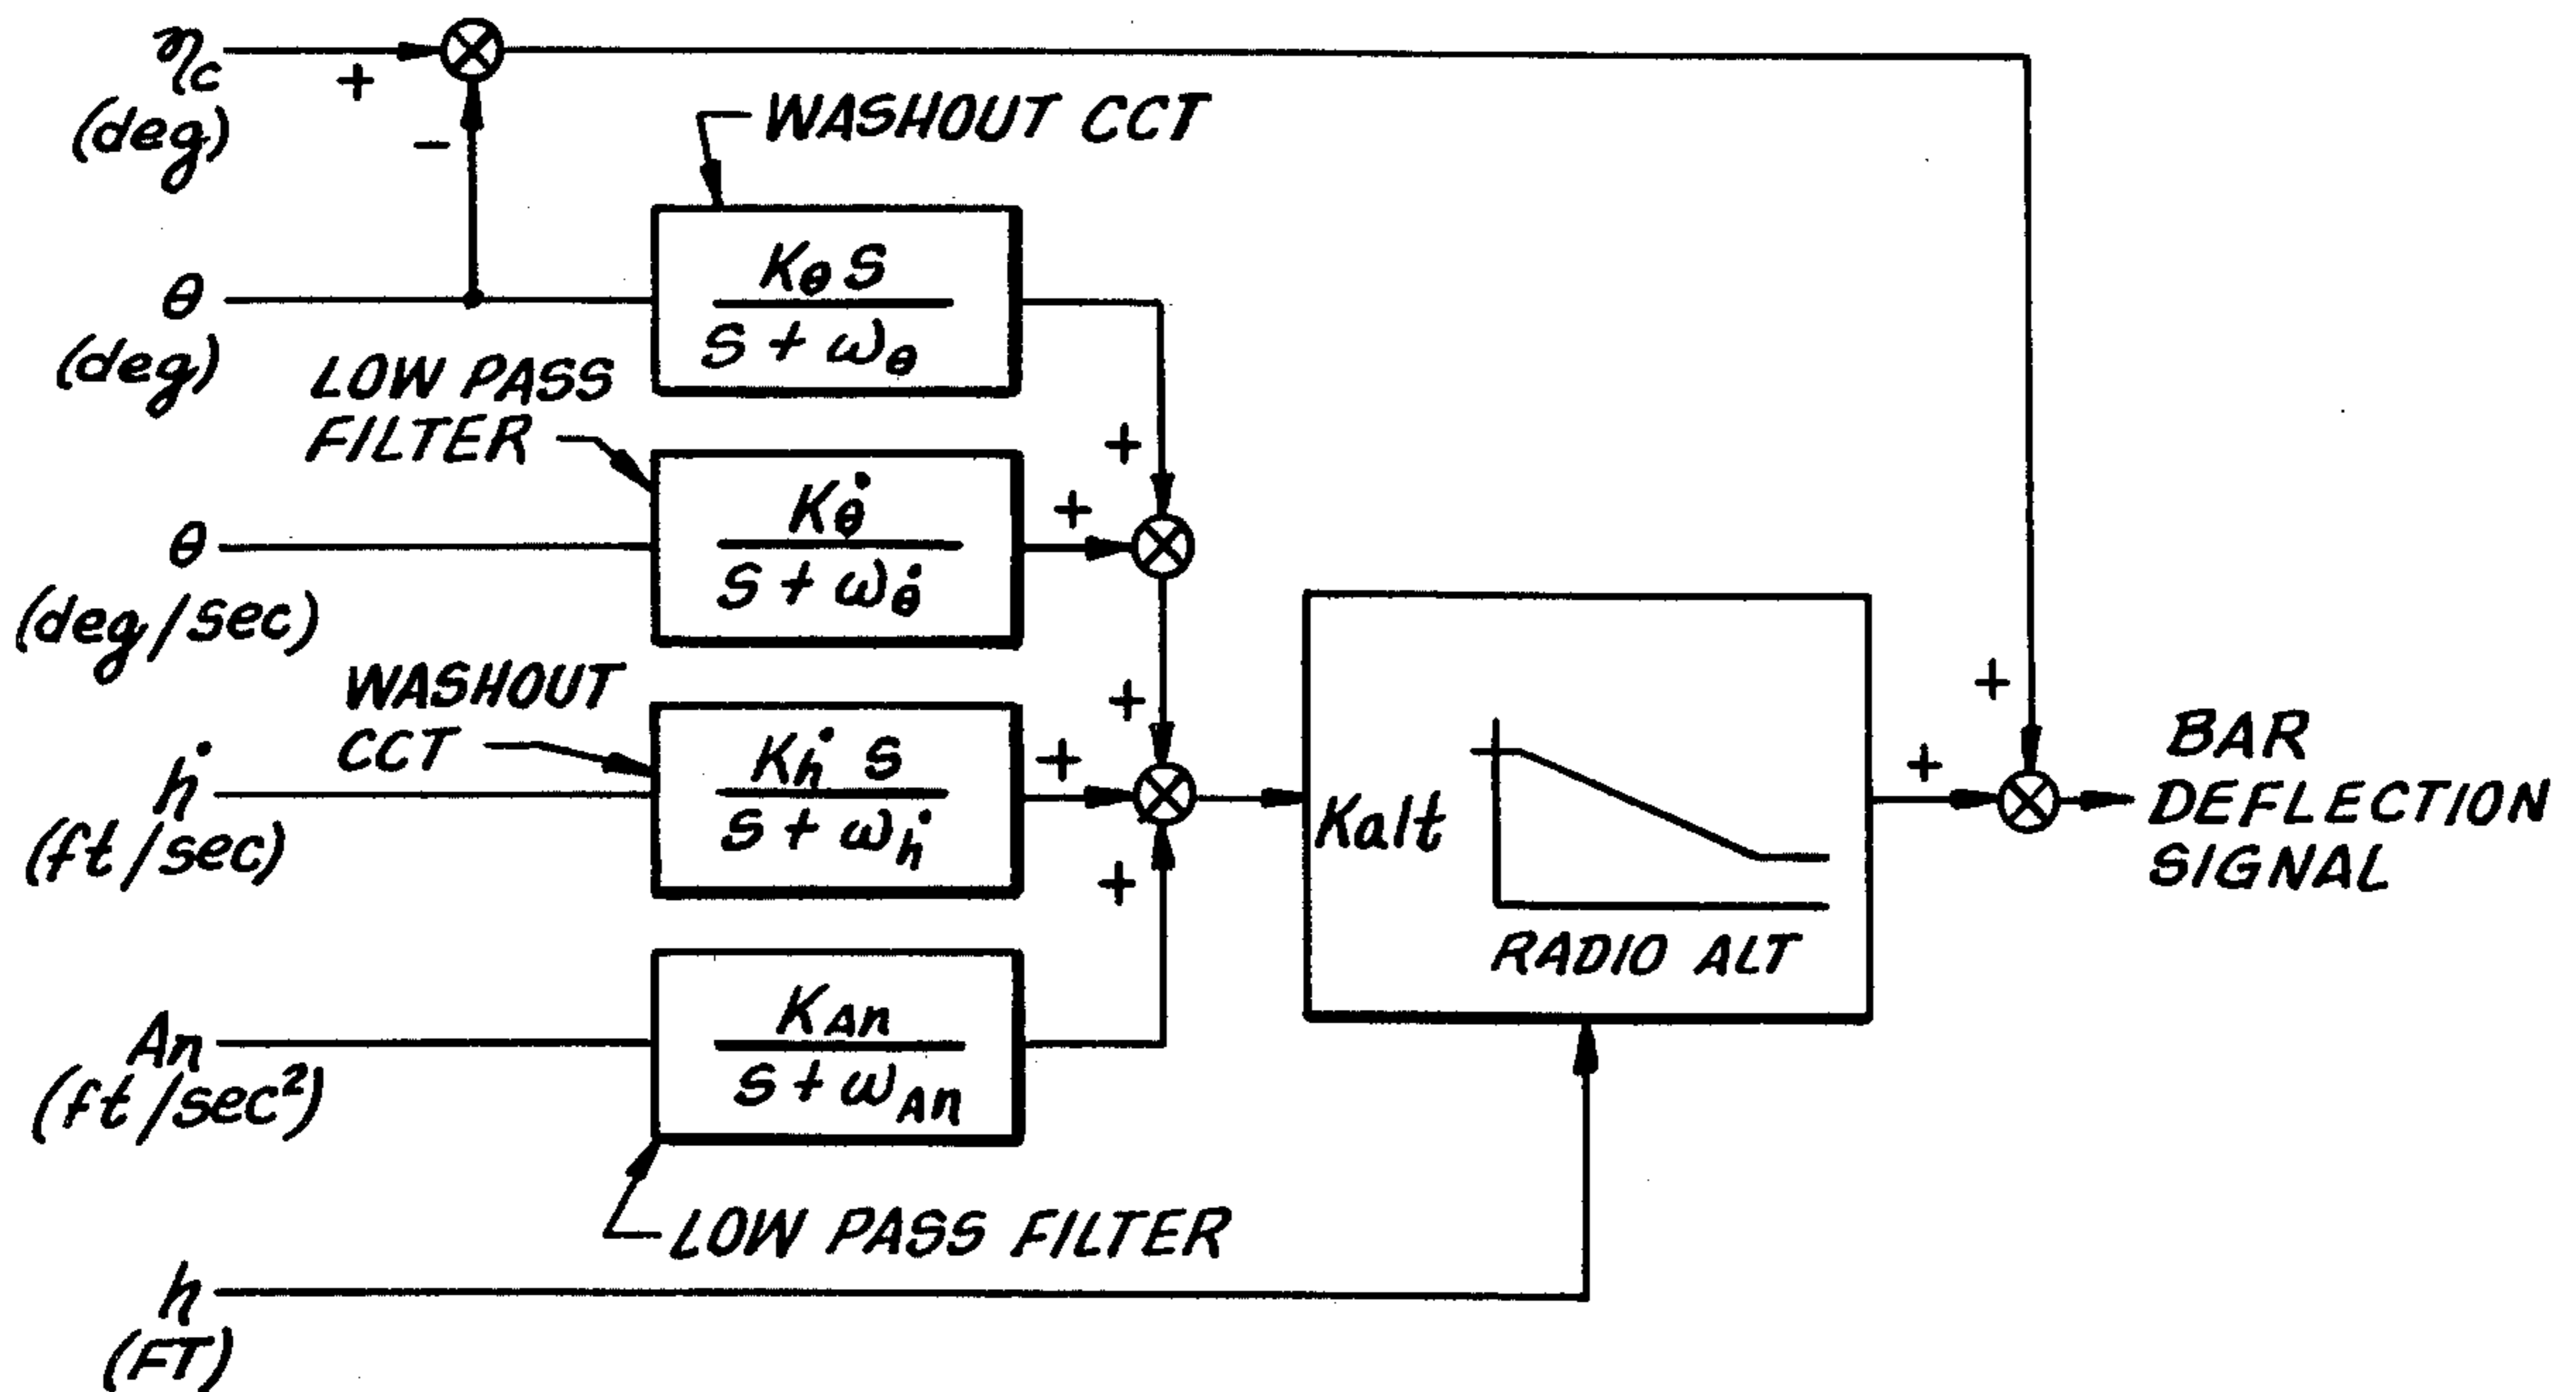 ηc
+
(deg)
−
WASHOUT CCT
θ
(deg)
Kθ S
S + ωθ
LOW PASS
FILTER
+
θ
(deg/sec)
Kθ̇
S + ωθ̇
+
WASHOUT
CCT
ḣ
(ft/sec)
Kḣ S
S + ωḣ
+
+
+
An
(ft/sec²)
KAn
S + ωAn
LOW PASS FILTER
h
(FT)
Kalt
RADIO ALT
+
+
BAR
DEFLECTION
SIGNAL